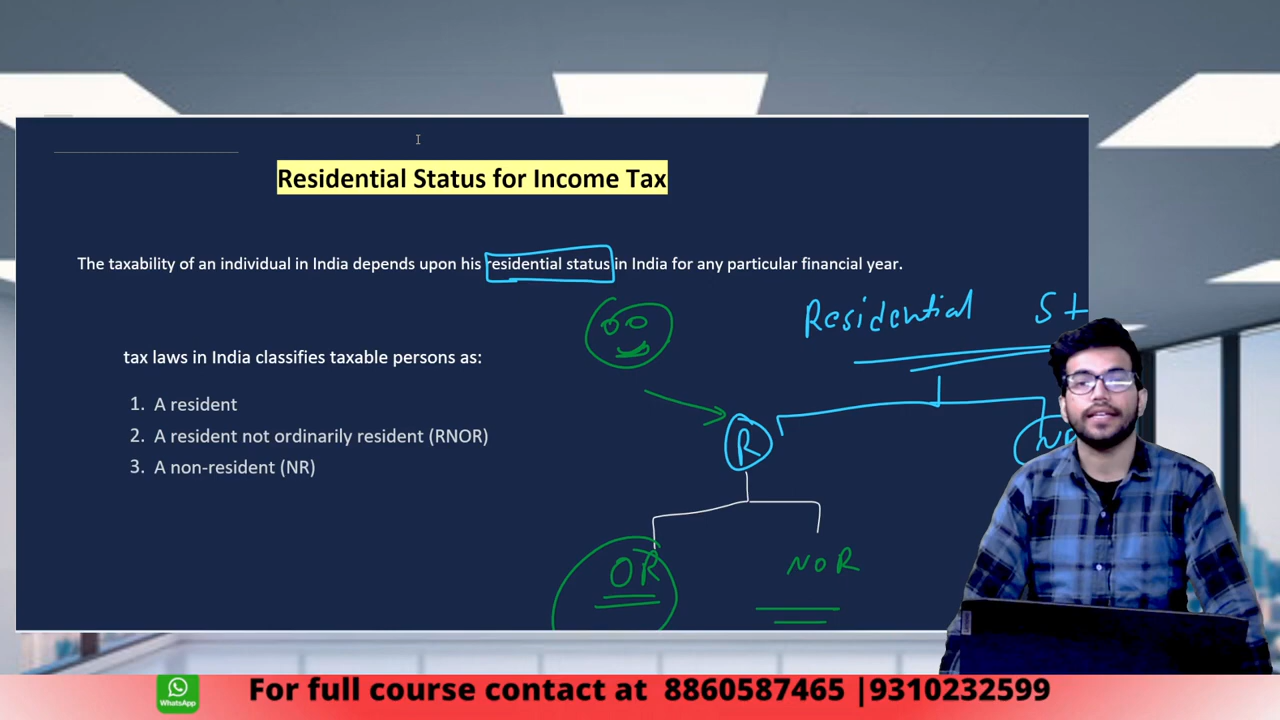 Residential Status for Income Tax
The taxability of an individual in India depends upon his residential status in India for any particular financial year.
Residential St
tax laws in India classifies taxable persons as:
1. A resident
2. A resident not ordinarily resident (RNOR)
3. A non-resident (NR)
R
NR
OR
NOR
WhatsApp
For full course contact at 8860587465 |9310232599